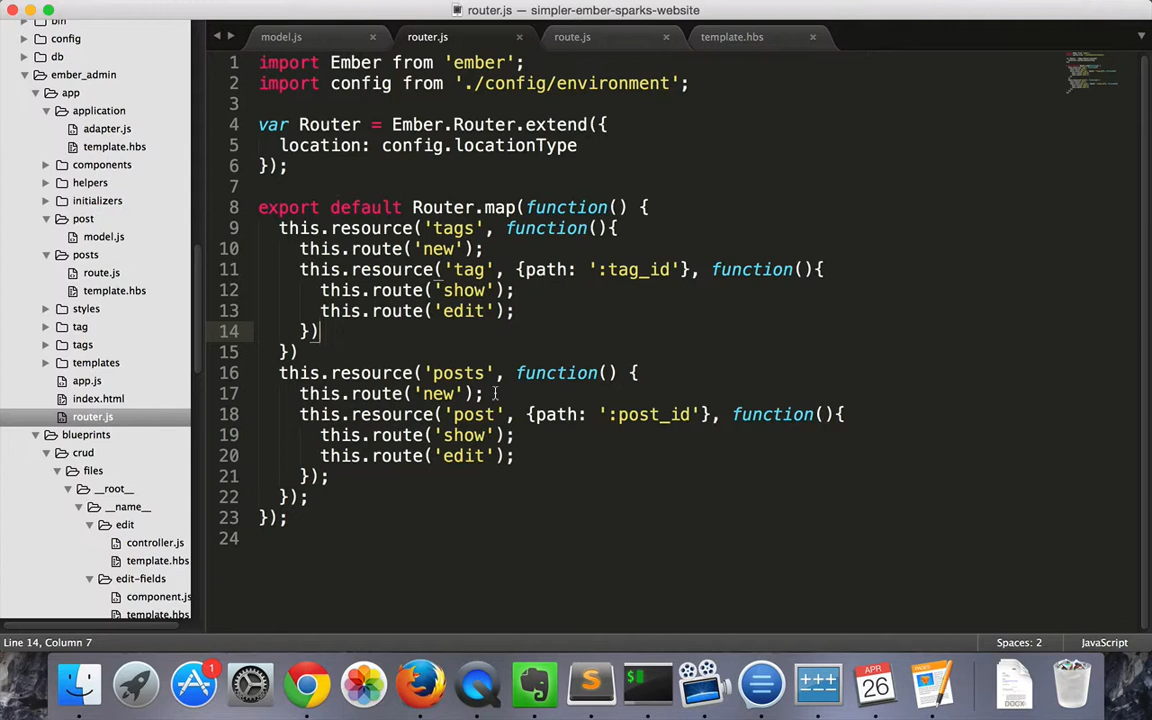 router.js — simpler-ember-sparks-website
model.js
router.js
route.js
template.hbs
bin
config
db
ember_admin
app
application
adapter.js
template.hbs
components
helpers
initializers
post
model.js
posts
route.js
template.hbs
styles
tag
tags
templates
app.js
index.html
router.js
blueprints
crud
files
__root__
__name__
edit
controller.js
template.hbs
edit-fields
component.js
template.hbs
1 import Ember from 'ember';
2 import config from './config/environment';
3
4 var Router = Ember.Router.extend({
5 location: config.locationType
6 });
7
8 export default Router.map(function() {
9 this.resource('tags', function(){
10 this.route('new');
11 this.resource('tag', {path: ':tag_id'}, function(){
12 this.route('show');
13 this.route('edit');
14 })
15 })
16 this.resource('posts', function() {
17 this.route('new');
18 this.resource('post', {path: ':post_id'}, function(){
19 this.route('show');
20 this.route('edit');
21 });
22 });
23 });
24
Line 14, Column 7
Spaces: 2
JavaScript
1
APR
26